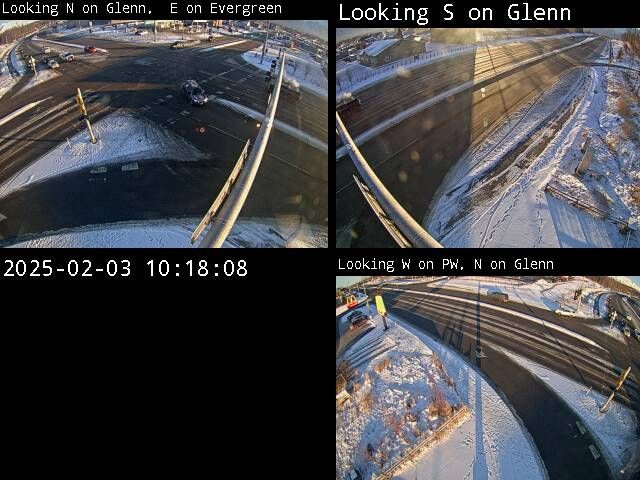 Looking N on Glenn,  E on Evergreen
Looking S on Glenn
2025-02-03 10:18:08
Looking W on PW, N on Glenn